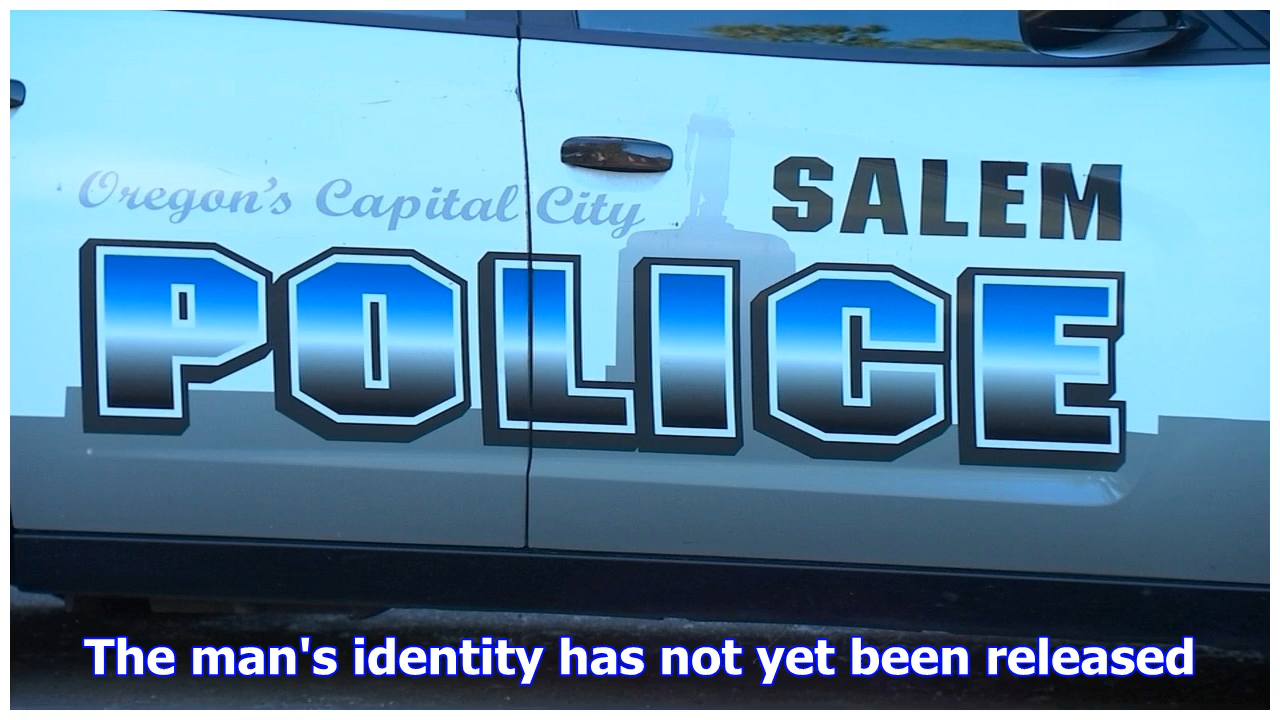 SALEM
Oregon's Capital City
POLICE
The man's identity has not yet been released